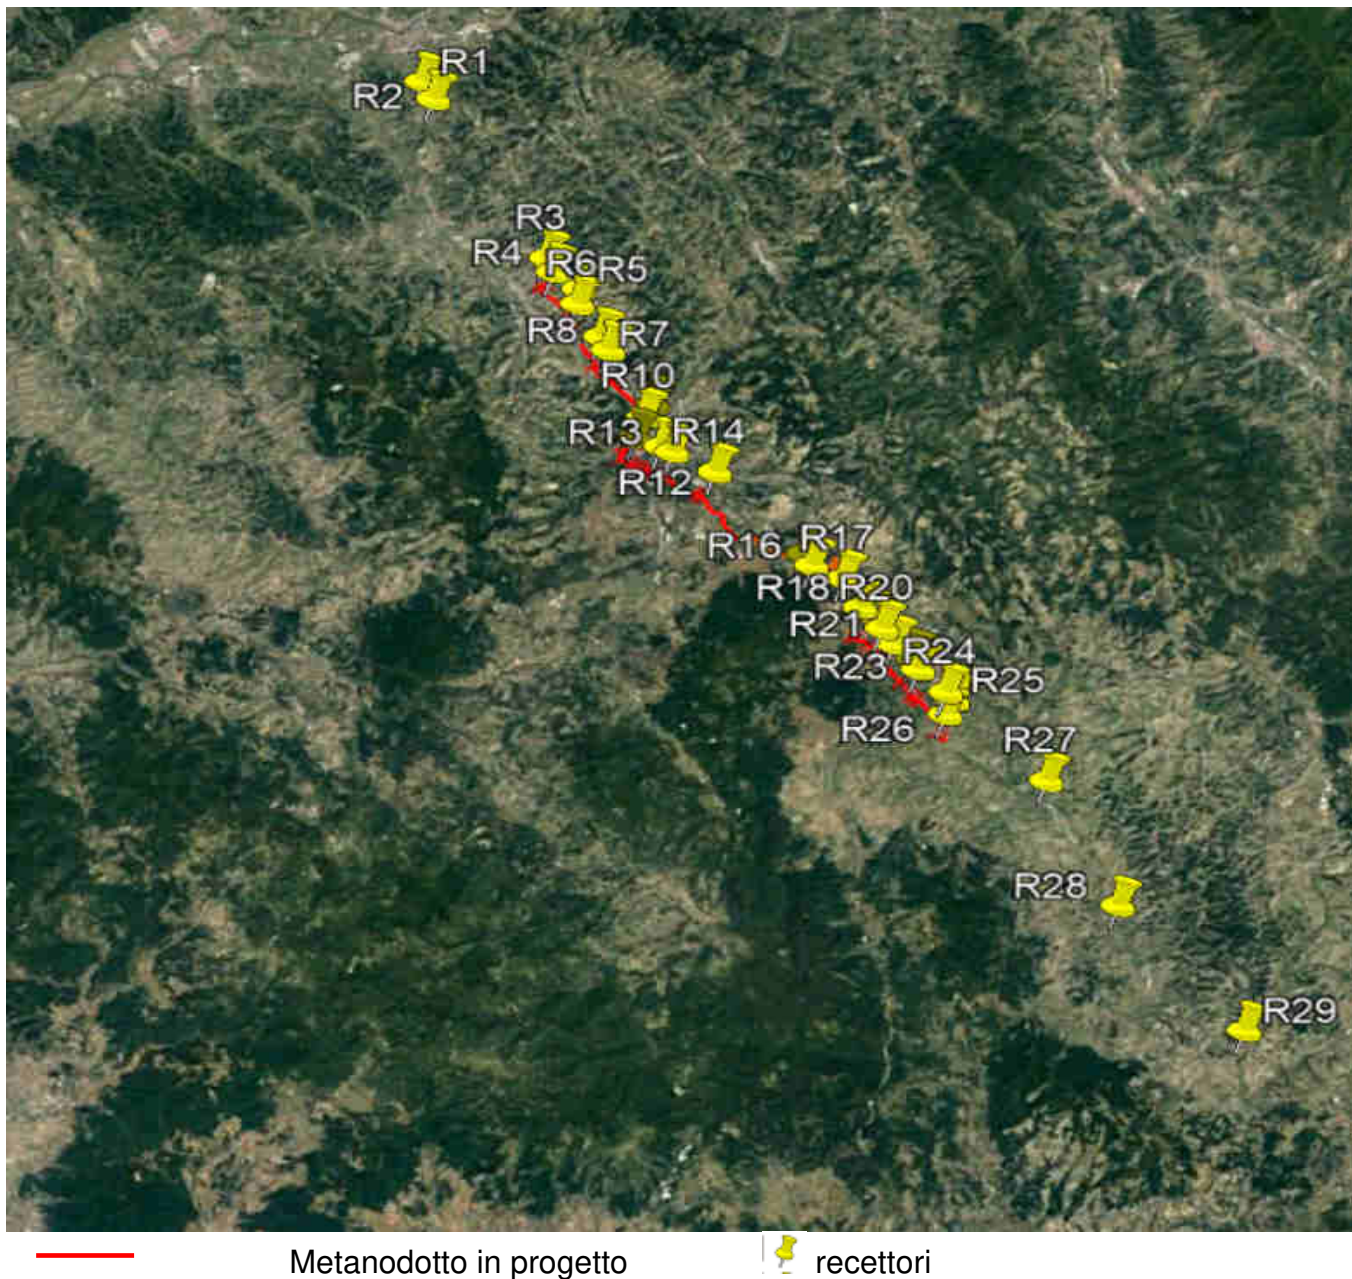 R1
R2
R3
R4
R6
R5
R8
R7
R10
R13
R14
R12
R16
R17
R18
R20
R21
R23
R24
R25
R26
R27
R28
R29
Metanodotto in progetto
recettori